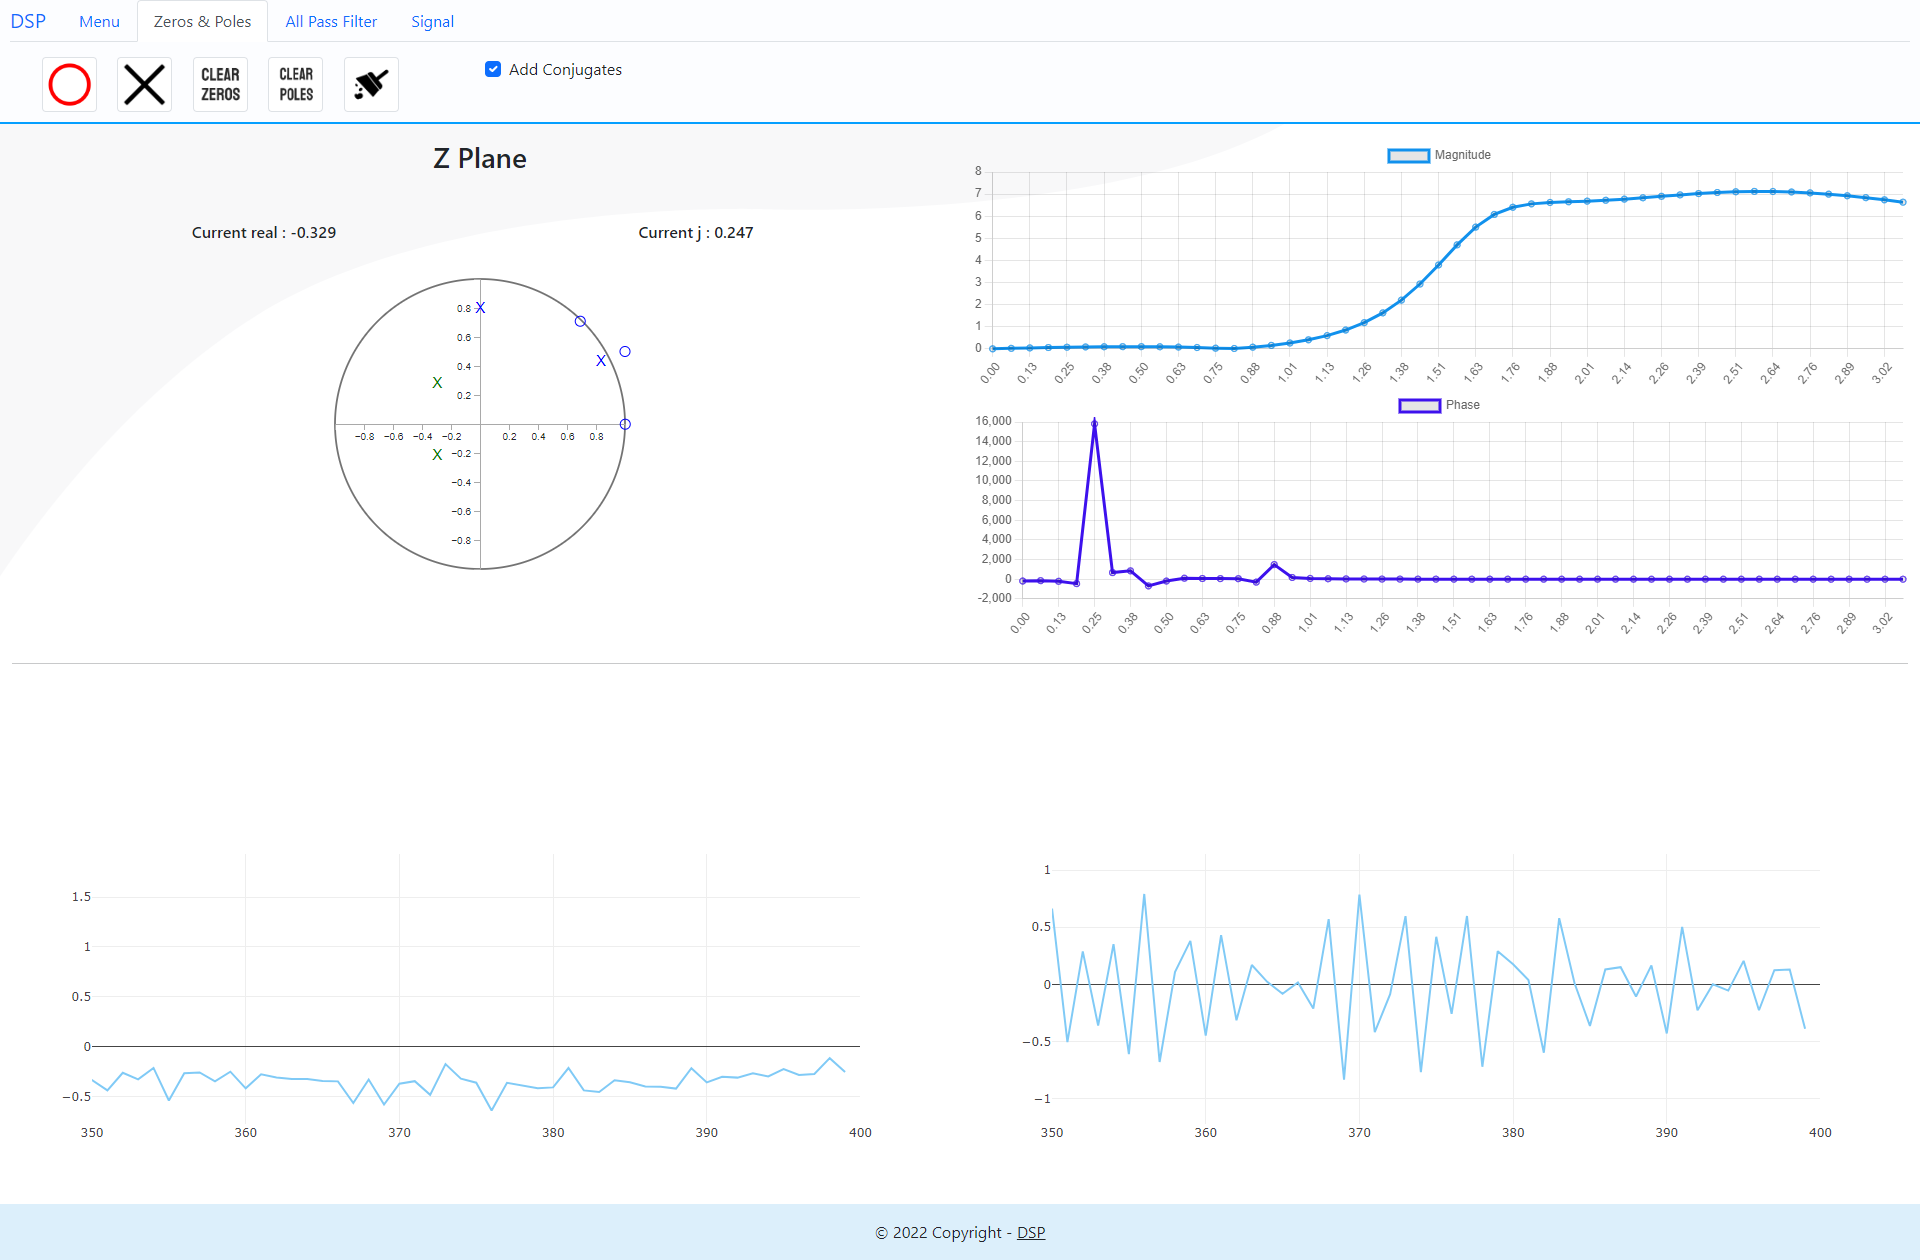 DSP Menu Zeros & Poles All Pass Filter Signal
CLEAR ZEROS
CLEAR POLES
Add Conjugates
Z Plane
Current real : -0.329
Current j : 0.247
0.8
0.6
0.4
0.2
−0.8 −0.6 −0.4 −0.2 0.2 0.4 0.6 0.8
−0.2
−0.4
−0.6
−0.8
X
X
X
X
Magnitude
8
7
6
5
4
3
2
1
0
0.00 0.13 0.25 0.38 0.50 0.63 0.75 0.88 1.01 1.13 1.26 1.38 1.51 1.63 1.76 1.88 2.01 2.14 2.26 2.39 2.51 2.64 2.76 2.89 3.02
Phase
16,000
14,000
12,000
10,000
8,000
6,000
4,000
2,000
0
-2,000
0.00 0.13 0.25 0.38 0.50 0.63 0.75 0.88 1.01 1.13 1.26 1.38 1.51 1.63 1.76 1.88 2.01 2.14 2.26 2.39 2.51 2.64 2.76 2.89 3.02
1.5
1
0.5
0
−0.5
350 360 370 380 390 400
1
0.5
0
−0.5
−1
350 360 370 380 390 400
© 2022 Copyright - DSP